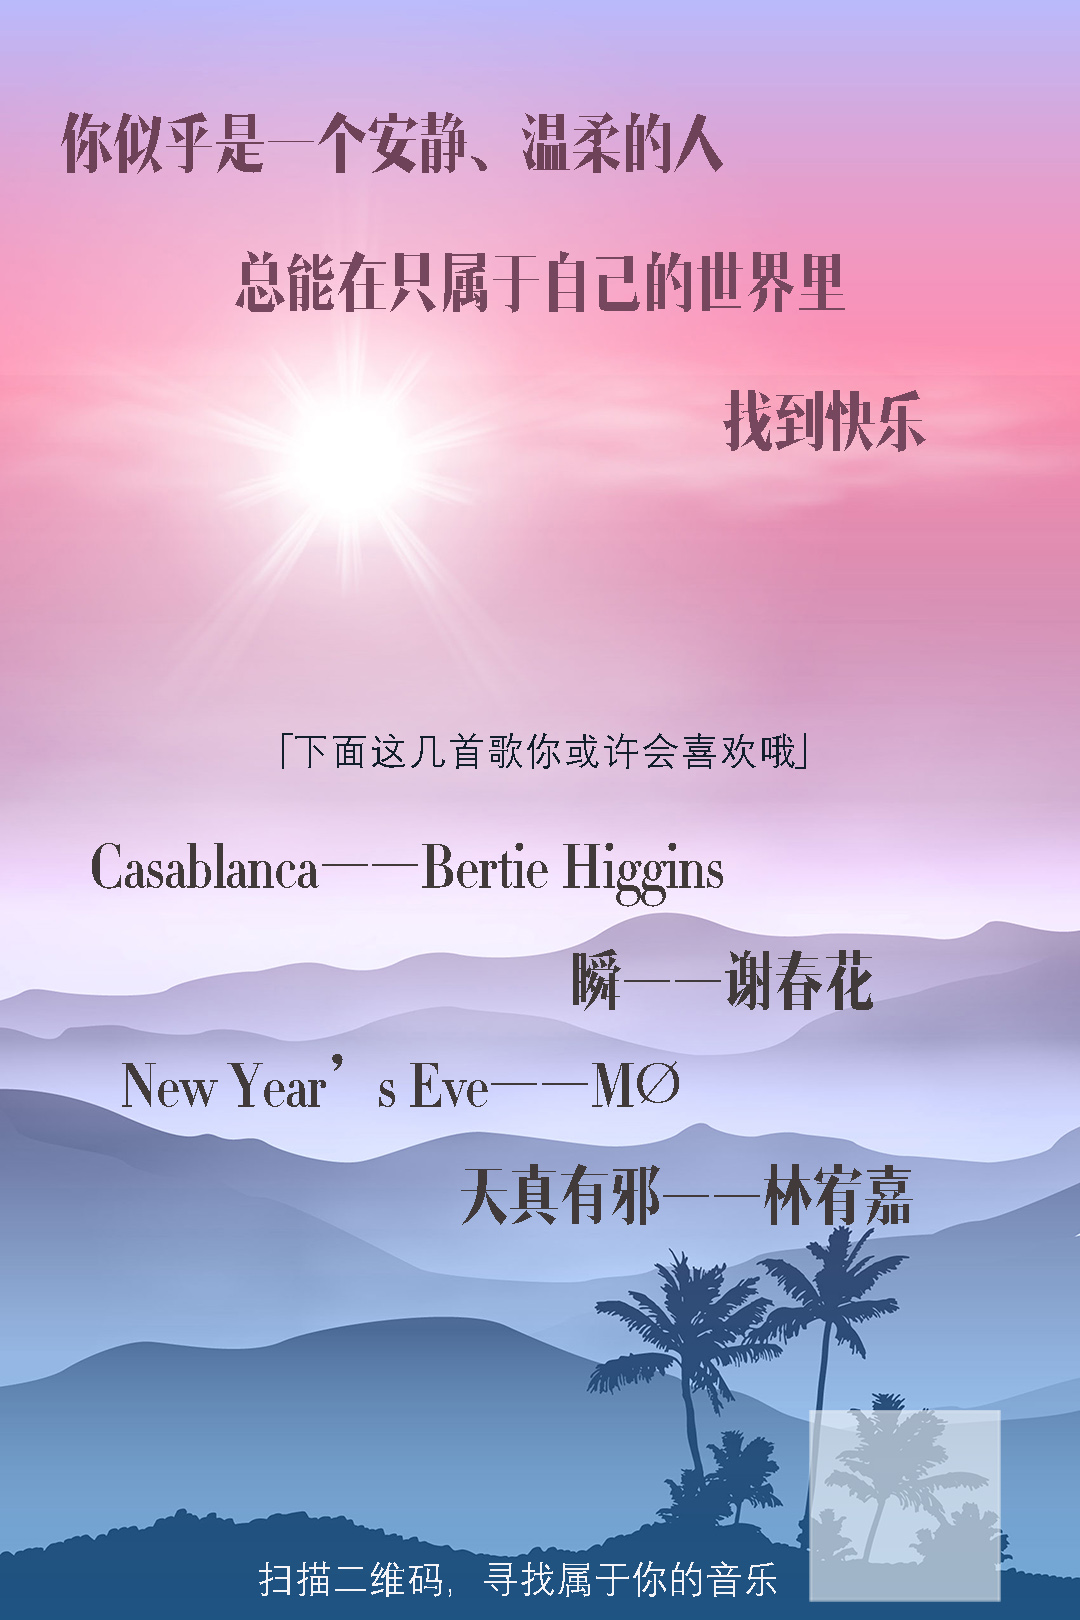 你似乎是一个安静、温柔的人
总能在只属于自己的世界里
找到快乐
「下面这几首歌你或许会喜欢哦」
Casablanca——Bertie Higgins
瞬——谢春花
New Year’s Eve——MØ
天真有邪——林宥嘉
扫描二维码，寻找属于你的音乐